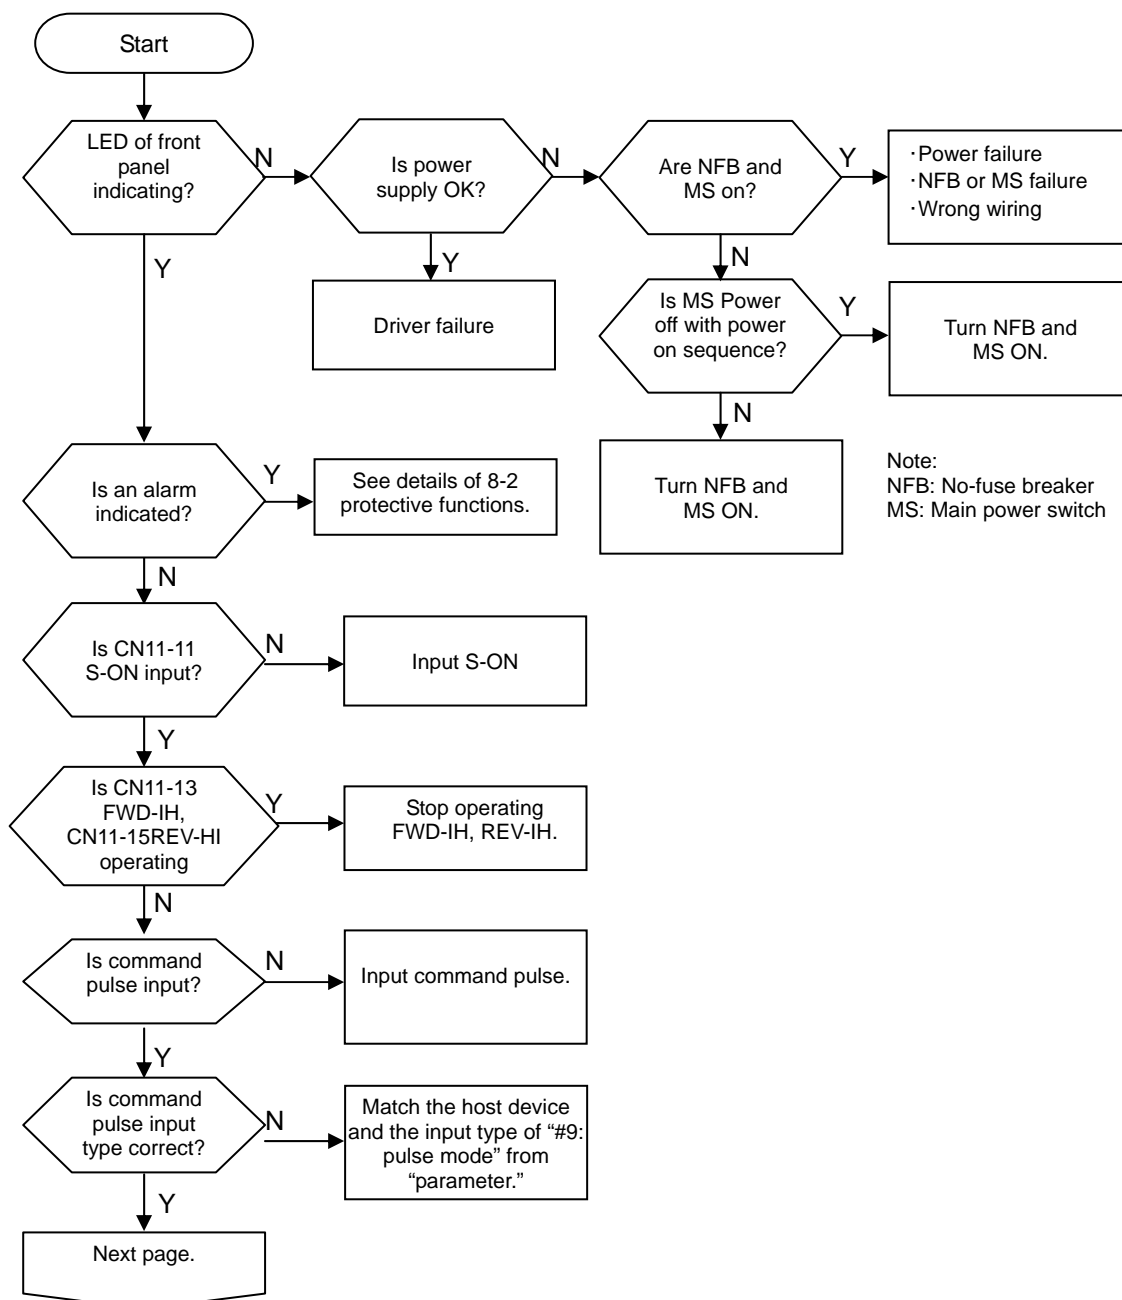 Start
LED of front
panel
indicating?
N
Is power
supply OK?
N
Are NFB and
MS on?
Y
·Power failure
·NFB or MS failure
·Wrong wiring
Y
Y
N
Driver failure
Is MS Power
off with power
on sequence?
Y
Turn NFB and
MS ON.
N
Is an alarm
indicated?
Y
See details of 8-2
protective functions.
Turn NFB and
MS ON.
Note:
NFB: No-fuse breaker
MS: Main power switch
N
Is CN11-11
S-ON input?
N
Input S-ON
Y
Is CN11-13
FWD-IH,
CN11-15REV-HI
operating
Y
Stop operating
FWD-IH, REV-IH.
N
Is command
pulse input?
N
Input command pulse.
Y
Is command
pulse input
type correct?
N
Match the host device
and the input type of “#9:
pulse mode” from
“parameter.”
Y
Next page.